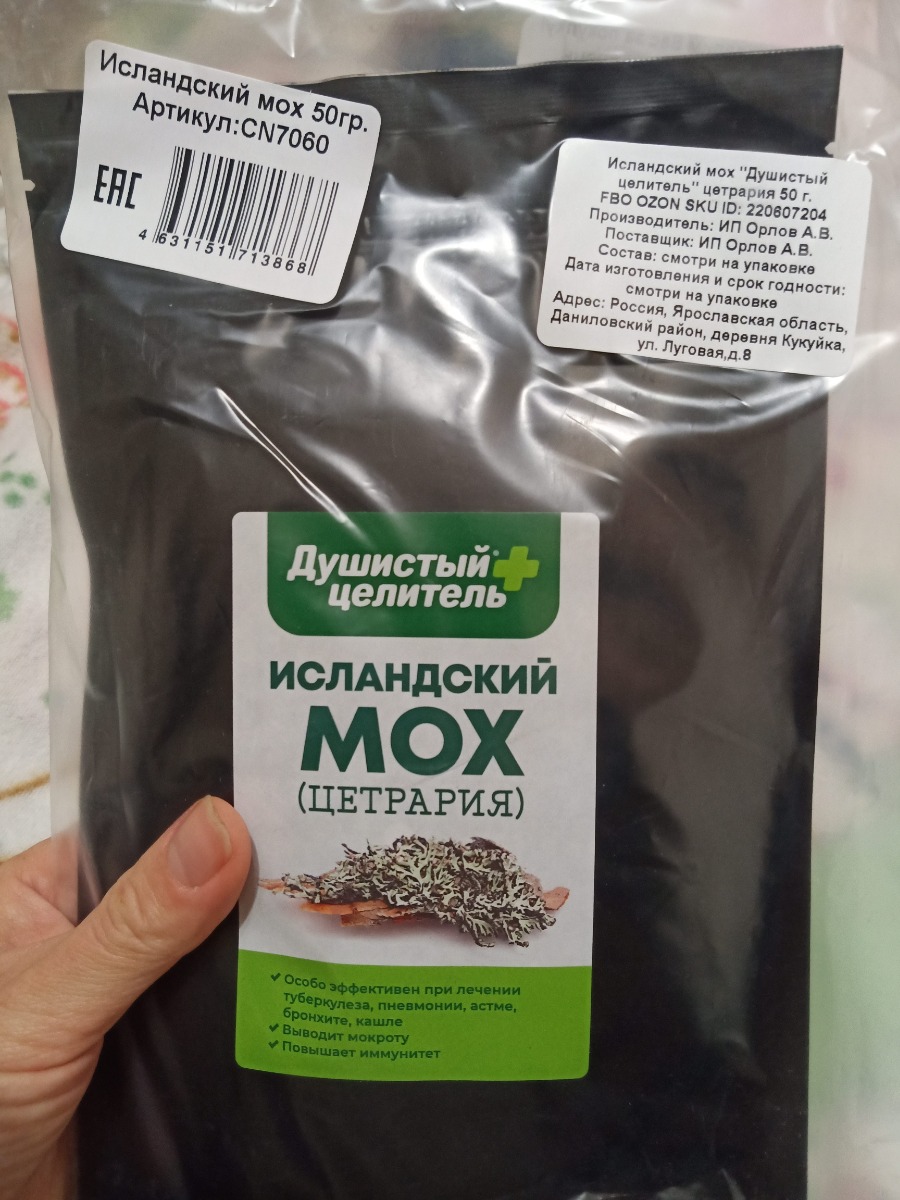 Исландский мох 50гр.
Артикул:CN7060
EAC
4 631151 713868
Исландский мох "Душистый
целитель" цетрария 50 г.
FBO OZON SKU ID: 220607204
Производитель: ИП Орлов А.В.
Поставщик: ИП Орлов А.В.
Состав: смотри на упаковке
Дата изготовления и срок годности:
смотри на упаковке
Адрес: Россия, Ярославская область,
Даниловский район, деревня Кукуйка,
ул. Луговая,д.8
Душистый®
целитель
ИСЛАНДСКИЙ
МОХ
(ЦЕТРАРИЯ)
Особо эффективен при лечении
туберкулеза, пневмонии, астме,
бронхите, кашле
Выводит мокроту
Повышает иммунитет